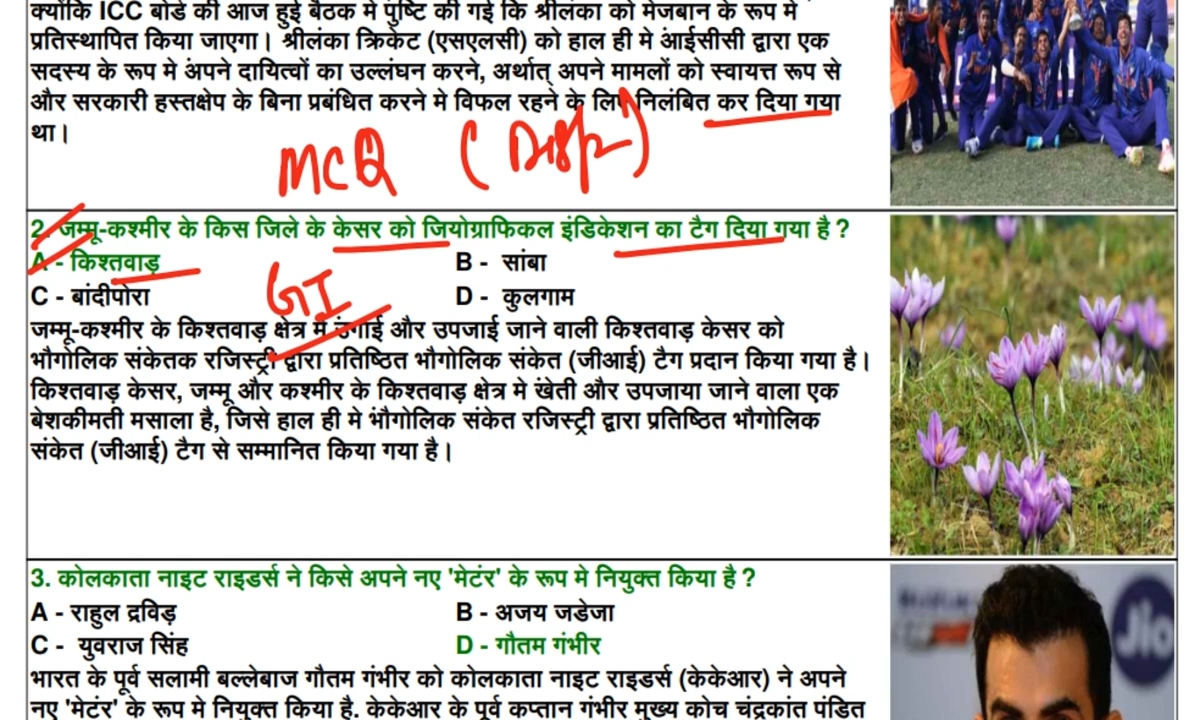 क्योंकि ICC बोर्ड की आज हुई बैठक मे पुष्टि की गई कि श्रीलंका को मेजबान के रूप मे
प्रतिस्थापित किया जाएगा। श्रीलंका क्रिकेट (एसएलसी) को हाल ही मे आईसीसी द्वारा एक
सदस्य के रूप मे अपने दायित्वों का उल्लंघन करने, अर्थात् अपने मामलों को स्वायत्त रूप से
और सरकारी हस्तक्षेप के बिना प्रबंधित करने मे विफल रहने के लिए निलंबित कर दिया गया
था।
MCQ
2. जम्मू-कश्मीर के किस जिले के केसर को जियोग्राफिकल इंडिकेशन का टैग दिया गया है ?
A - किश्तवाड़
B - सांबा
GI
C - बांदीपोरा
D - कुलगाम
जम्मू-कश्मीर के किश्तवाड़ क्षेत्र मे उगाई और उपजाई जाने वाली किश्तवाड़ केसर को
भौगोलिक संकेतक रजिस्ट्री द्वारा प्रतिष्ठित भौगोलिक संकेत (जीआई) टैग प्रदान किया गया है।
किश्तवाड़ केसर, जम्मू और कश्मीर के किश्तवाड़ क्षेत्र मे खेती और उपजाया जाने वाला एक
बेशकीमती मसाला है, जिसे हाल ही मे भौगोलिक संकेत रजिस्ट्री द्वारा प्रतिष्ठित भौगोलिक
संकेत (जीआई) टैग से सम्मानित किया गया है।
3. कोलकाता नाइट राइडर्स ने किसे अपने नए 'मेटंर' के रूप मे नियुक्त किया है ?
A - राहुल द्रविड़
B - अजय जडेजा
C - युवराज सिंह
D - गौतम गंभीर
Jio
भारत के पूर्व सलामी बल्लेबाज गौतम गंभीर को कोलकाता नाइट राइडर्स (केकेआर) ने अपने
नए 'मेटंर' के रूप मे नियुक्त किया है. केकेआर के पूर्व कप्तान गंभीर मुख्य कोच चंद्रकांत पंडित